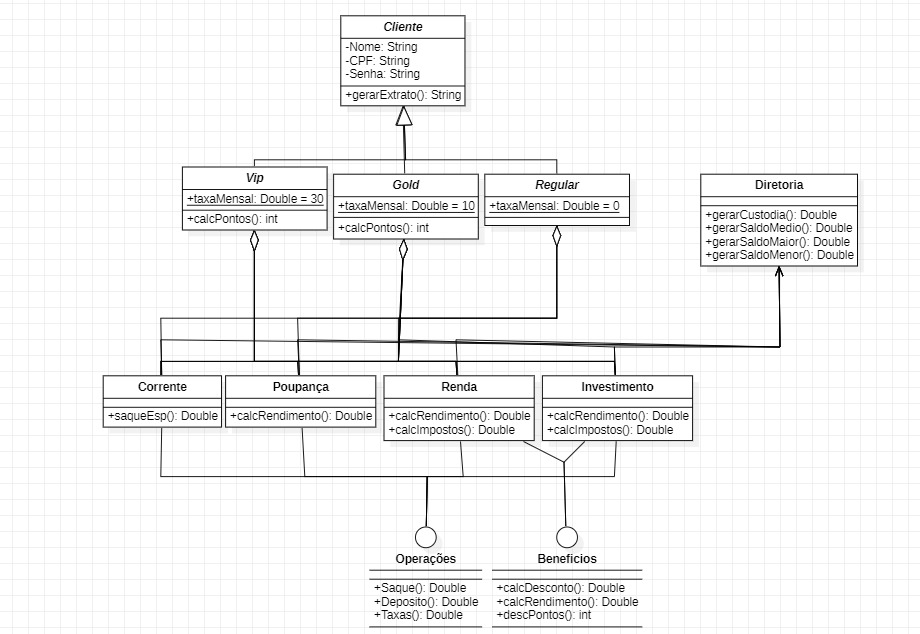 Cliente
-Nome: String
-CPF: String
-Senha: String
+gerarExtrato(): String
Vip
+taxaMensal: Double = 30
+calcPontos(): int
Gold
+taxaMensal: Double = 10
+calcPontos(): int
Regular
+taxaMensal: Double = 0
Diretoria
+gerarCustodia(): Double
+gerarSaldoMedio(): Double
+gerarSaldoMaior(): Double
+gerarSaldoMenor(): Double
Corrente
+saqueEsp(): Double
Poupança
+calcRendimento(): Double
Renda
+calcRendimento(): Double
+calcImpostos(): Double
Investimento
+calcRendimento(): Double
+calcImpostos(): Double
Operações
+Saque(): Double
+Deposito(): Double
+Taxas(): Double
Beneficios
+calcDesconto(): Double
+calcRendimento(): Double
+descPontos(): int